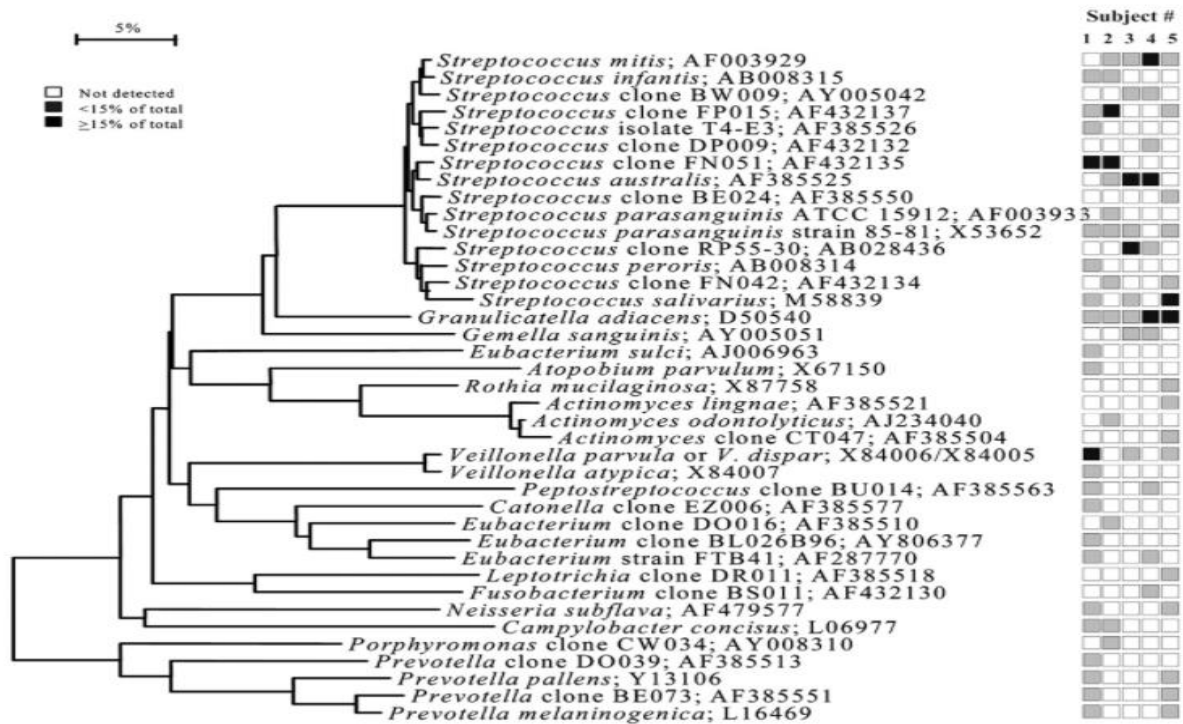 Subject #
5%
1 2 3 4 5
Not detected
<15% of total
≥15% of total
Streptococcus mitis; AF003929
Streptococcus infantis; AB008315
Streptococcus clone BW009; AY005042
Streptococcus clone FP015; AF432137
Streptococcus isolate T4-E3; AF385526
Streptococcus clone DP009; AF432132
Streptococcus clone FN051; AF432135
Streptococcus australis; AF385525
Streptococcus clone BE024; AF385550
Streptococcus parasanguinis ATCC 15912; AF003933
Streptococcus parasanguinis strain 85-81; X53652
Streptococcus clone RP55-30; AB028436
Streptococcus peroris; AB008314
Streptococcus clone FN042; AF432134
Streptococcus salivarius; M58839
Granulicatella adiacens; D50540
Gemella sanguinis; AY005051
Eubacterium sulci; AJ006963
Atopobium parvulum; X67150
Rothia mucilaginosa; X87758
Actinomyces lingnae; AF385521
Actinomyces odontolyticus; AJ234040
Actinomyces clone CT047; AF385504
Veillonella parvula or V. dispar; X84006/X84005
Veillonella atypica; X84007
Peptostreptococcus clone BU014; AF385563
Catonella clone EZ006; AF385577
Eubacterium clone DO016; AF385510
Eubacterium clone BL026B96; AY806377
Eubacterium strain FTB41; AF287770
Leptotrichia clone DR011; AF385518
Fusobacterium clone BS011; AF432130
Neisseria subflava; AF479577
Campylobacter concisus; L06977
Porphyromonas clone CW034; AY008310
Prevotella clone DO039; AF385513
Prevotella pallens; Y13106
Prevotella clone BE073; AF385551
Prevotella melaninogenica; L16469